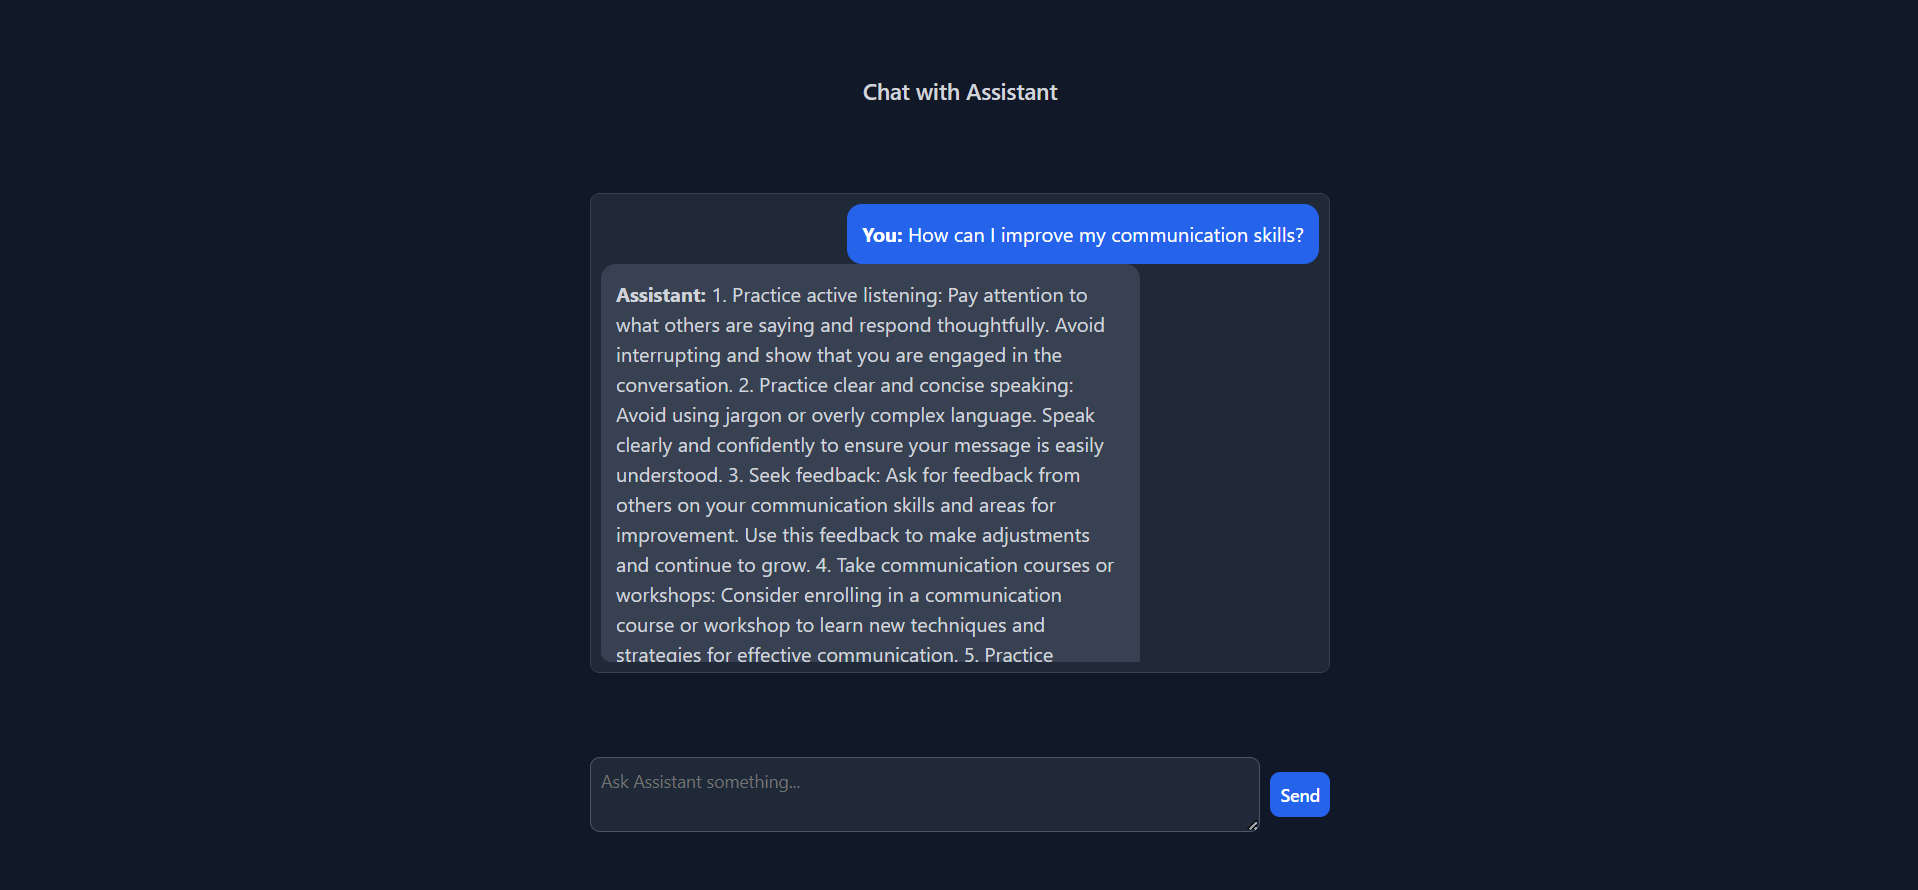 Chat with Assistant
You: How can I improve my communication skills?
Assistant: 1. Practice active listening: Pay attention to
what others are saying and respond thoughtfully. Avoid
interrupting and show that you are engaged in the
conversation. 2. Practice clear and concise speaking:
Avoid using jargon or overly complex language. Speak
clearly and confidently to ensure your message is easily
understood. 3. Seek feedback: Ask for feedback from
others on your communication skills and areas for
improvement. Use this feedback to make adjustments
and continue to grow. 4. Take communication courses or
workshops: Consider enrolling in a communication
course or workshop to learn new techniques and
strategies for effective communication. 5. Practice
Ask Assistant something...
Send